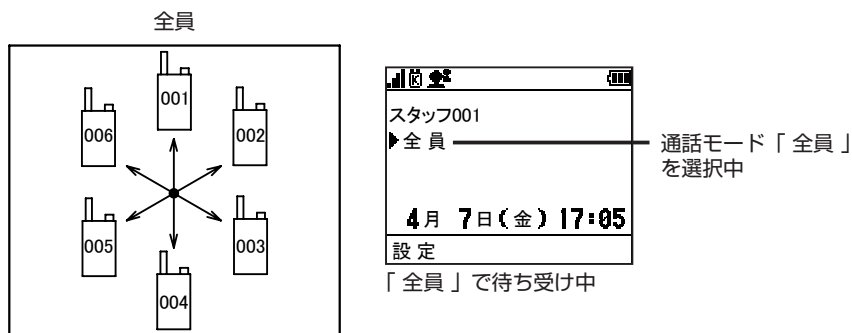 全員
001
002
003
004
005
006
スタッフ001
全 員
4月 7日(金) 17:05
設 定
「 全員 」で待ち受け中
通話モード「 全員 」
を選択中